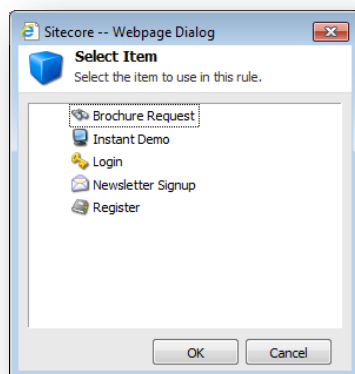 Sitecore -- Webpage Dialog
Select Item
Select the item to use in this rule.
Brochure Request
Instant Demo
Login
Newsletter Signup
Register
OK Cancel